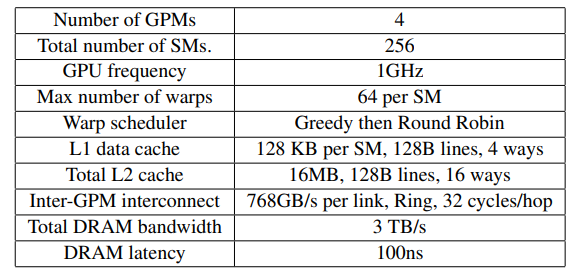 Number of GPMs 4
Total number of SMs. 256
GPU frequency 1GHz
Max number of warps 64 per SM
Warp scheduler Greedy then Round Robin
L1 data cache 128 KB per SM, 128B lines, 4 ways
Total L2 cache 16MB, 128B lines, 16 ways
Inter-GPM interconnect 768GB/s per link, Ring, 32 cycles/hop
Total DRAM bandwidth 3 TB/s
DRAM latency 100ns